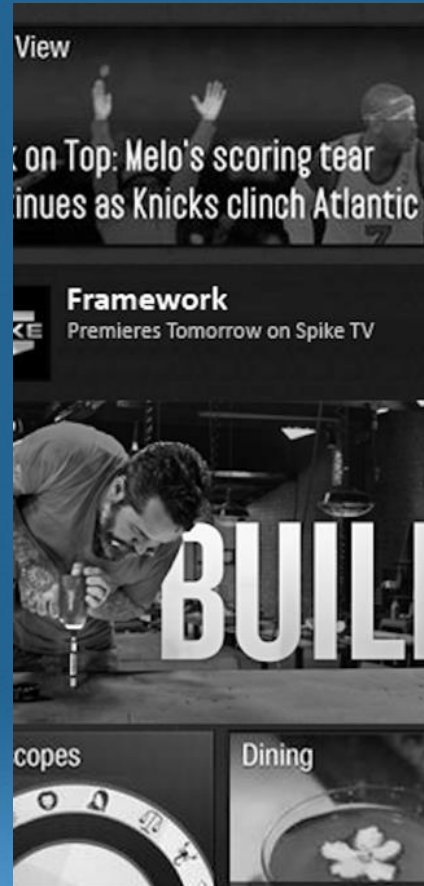 View
on Top: Melo's scoring tear
inues as Knicks clinch Atlantic
Framework
KE
Premieres Tomorrow on Spike TV
BUIL
copes
Dining
7